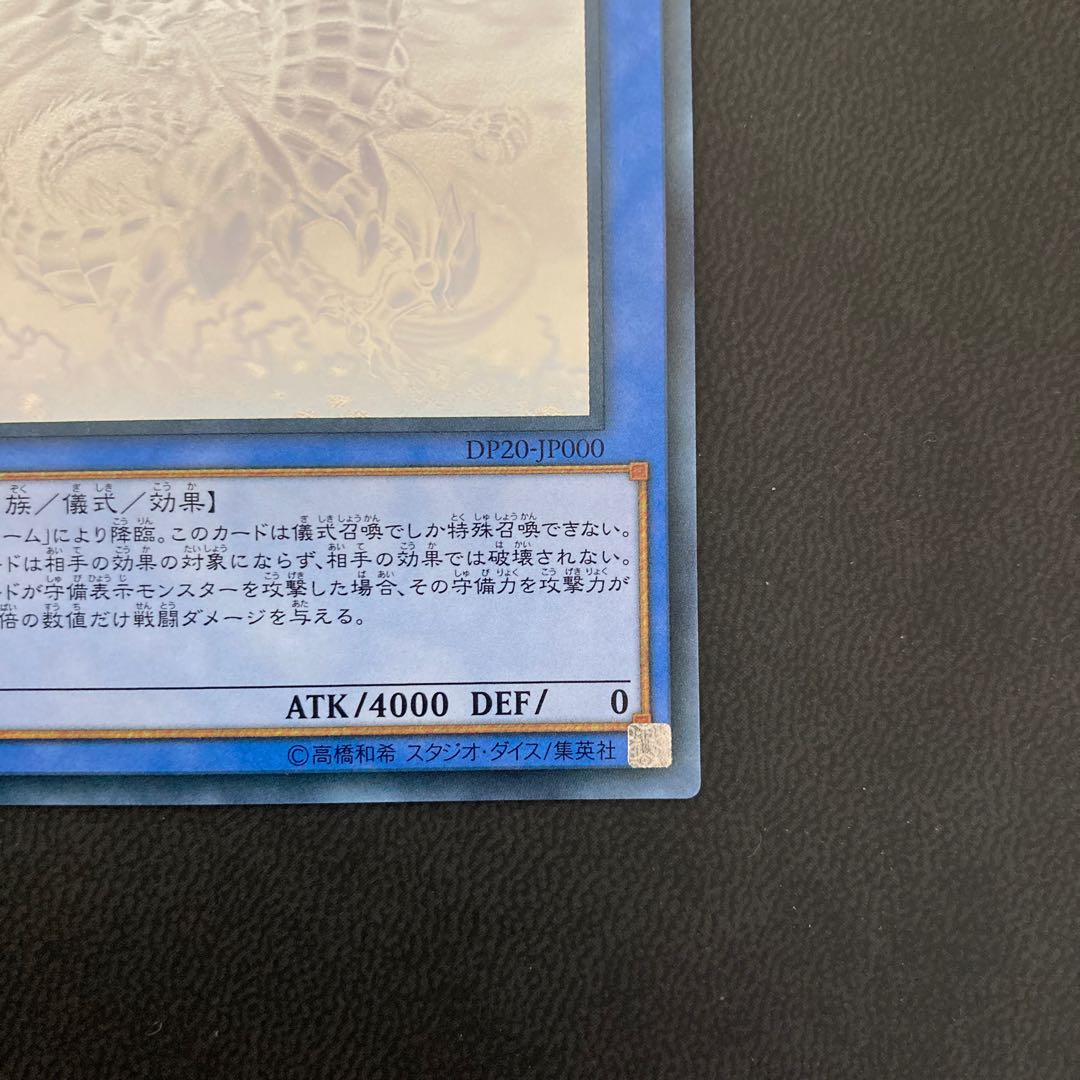 DP20-JP000
族／儀式／効果】
ーム」により降臨。このカードは儀式召喚でしか特殊召喚できない。
ドは相手の効果の対象にならず、相手の効果では破壊されない。
ドが守備表示モンスターを攻撃した場合、その守備力を攻撃力が
倍の数値だけ戦闘ダメージを与える。
ATK/4000 DEF/ 0
©高橋和希 スタジオ・ダイス/集英社